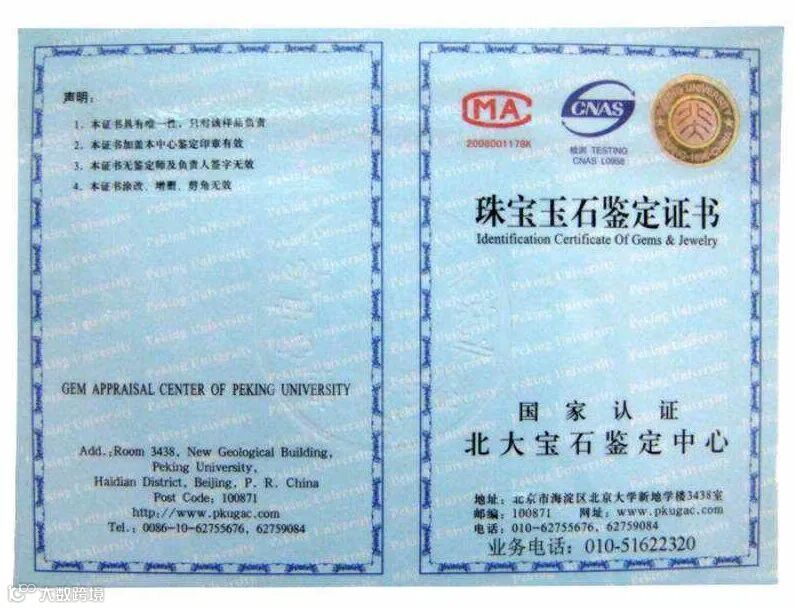 声明：
1、本证书具有唯一性，只对该样品负责
2、本证书加盖本中心鉴定印章有效
3、本证书无鉴定师及负责人签字无效
4、本证书涂改、增删、剪角无效
GEM APPRAISAL CENTER OF PEKING UNIVERSITY
Add.:Room 3438, New Geological Building,
Peking University,
Haidian District, Beijing, P. R. China
Post Code: 100871
http://www.pkugac.com
Tel.: 0086-10-62755676, 62759084
MA
2008001179K
CNAS
检测 TESTING
CNAS L0958
珠宝玉石鉴定证书
Identification Certificate Of Gems & Jewelry
国家认证
北大宝石鉴定中心
地址: 北京市海淀区北京大学新地学楼3438室
邮编: 100871 网址: www.pkugac.com
电话: 010-62755676, 62759084
业务电话: 010-51622320
大数跨境